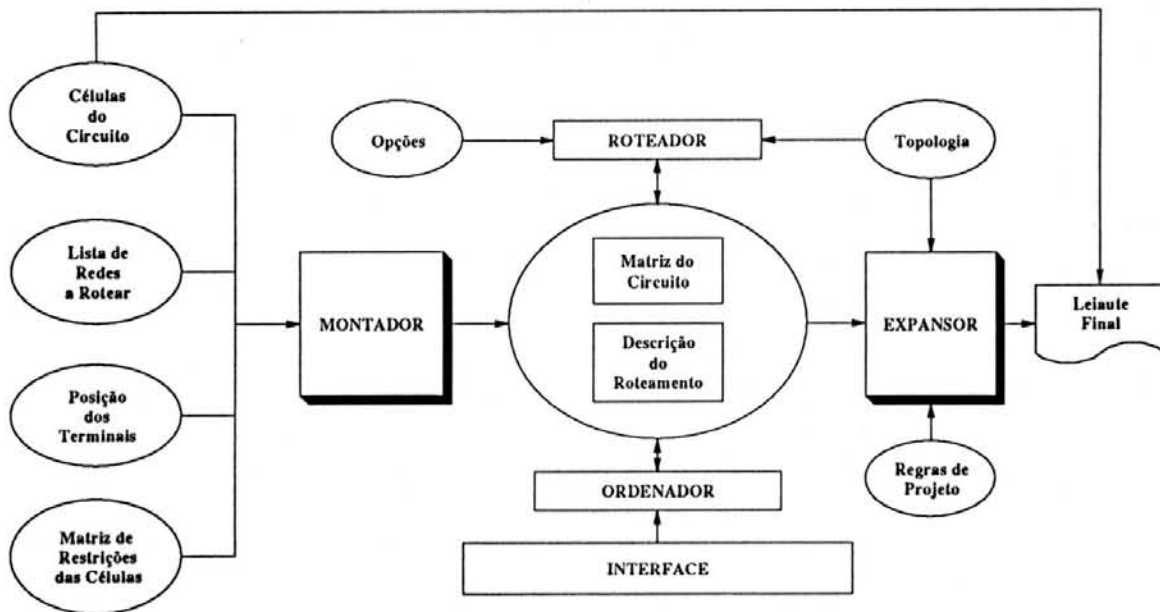 Células
do
Circuito
Lista de
Redes
a Rotear
Posição
dos
Terminais
Matriz de
Restrições
das Células
MONTADOR
Opções
ROTEADOR
Topologia
Matriz do
Circuito
Descrição
do
Roteamento
ORDENADOR
INTERFACE
EXPANSOR
Regras de
Projeto
Leiaute
Final